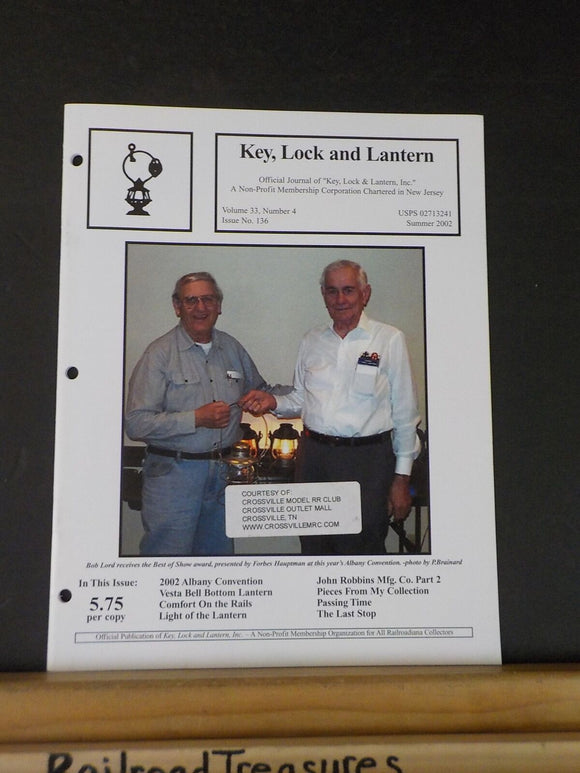 Key, Lock and Lantern
Official Journal of "Key, Lock & Lantern, Inc."
A Non-Profit Membership Corporation Chartered in New Jersey
Volume 33, Number 4
USPS 02713241
Issue No. 136
Summer 2002
COURTESY OF:
CROSSVILLE MODEL RR CLUB
CROSSVILLE OUTLET MALL
CROSSVILLE, TN
WWW.CROSSVILLEMRC.COM
Bob Lord receives the Best of Show award, presented by Forbes Hauptman at this year's Albany Convention. -photo by P.Brainard
In This Issue:
5.75
per copy
2002 Albany Convention
Vesta Bell Bottom Lantern
Comfort On the Rails
Light of the Lantern
John Robbins Mfg. Co. Part 2
Pieces From My Collection
Passing Time
The Last Stop
Official Publication of Key, Lock and Lantern, Inc. – A Non-Profit Membership Organization for All Railroadiana Collectors
RailroadTreasures